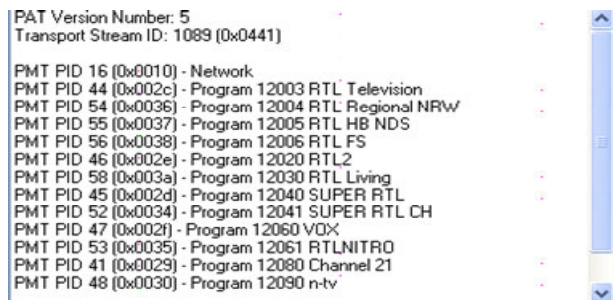 PAT Version Number: 5
Transport Stream ID: 1089 (0x0441)
PMT PID 16 (0x0010) - Network
PMT PID 44 (0x002c) - Program 12003 RTL Television
PMT PID 54 (0x0036) - Program 12004 RTL Regional NRW
PMT PID 55 (0x0037) - Program 12005 RTL HB NDS
PMT PID 56 (0x0038) - Program 12006 RTL FS
PMT PID 46 (0x002e) - Program 12020 RTL2
PMT PID 58 (0x003a) - Program 12030 RTL Living
PMT PID 45 (0x002d) - Program 12040 SUPER RTL
PMT PID 52 (0x0034) - Program 12041 SUPER RTL CH
PMT PID 47 (0x002f) - Program 12060 VOX
PMT PID 53 (0x0035) - Program 12061 RTLNITRO
PMT PID 41 (0x0029) - Program 12080 Channel 21
PMT PID 48 (0x0030) - Program 12090 n-tv